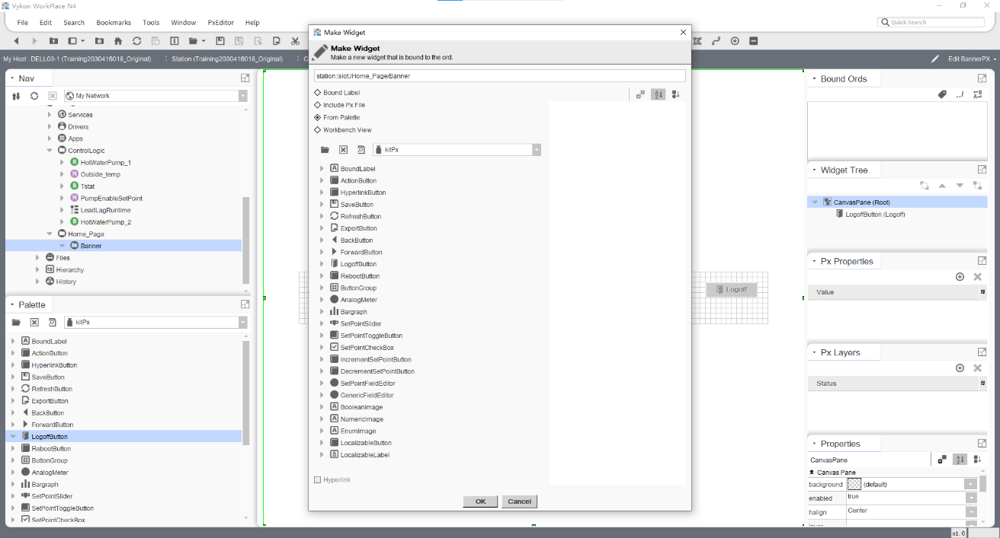 Vykon WorkPlace N4
File Edit Search Bookmarks Tools Window PxEditor Help
Quick Search
My Host : DELL03-1 (Training2030416018_Original) : Station (Training2030416018_Original) : C
Edit BannerPX
Nav
My Network
Services
Drivers
Apps
ControlLogic
HotWaterPump_1
Outside_temp
Tstat
PumpEnableSetPoint
LeadLagRuntime
HotWaterPump_2
Home_Page
Banner
Files
Hierarchy
History
Palette
kitPx
BoundLabel
ActionButton
HyperlinkButton
SaveButton
RefreshButton
ExportButton
BackButton
ForwardButton
LogoffButton
RebootButton
ButtonGroup
AnalogMeter
Bargraph
SetPointSlider
SetPointToggleButton
SetPointCheckBox
Make Widget
Make Widget
Make a new widget that is bound to the ord.
station:|slot:/Home_Page/Banner
Bound Label
Include Px File
From Palette
Workbench View
kitPx
BoundLabel
ActionButton
HyperlinkButton
SaveButton
RefreshButton
ExportButton
BackButton
ForwardButton
LogoffButton
RebootButton
ButtonGroup
AnalogMeter
Bargraph
SetPointSlider
SetPointToggleButton
SetPointCheckBox
IncrementSetPointButton
DecrementSetPointButton
SetPointFieldEditor
GenericFieldEditor
BooleanImage
NumericImage
EnumImage
LocalizableButton
LocalizableLabel
Hyperlink
OK Cancel
Logoff
Bound Ords
Widget Tree
CanvasPane (Root)
LogoffButton (Logoff)
Px Properties
Value
Px Layers
Status
Properties
CanvasPane
Canvas Pane
background (default)
enabled true
halign Center
x1.0